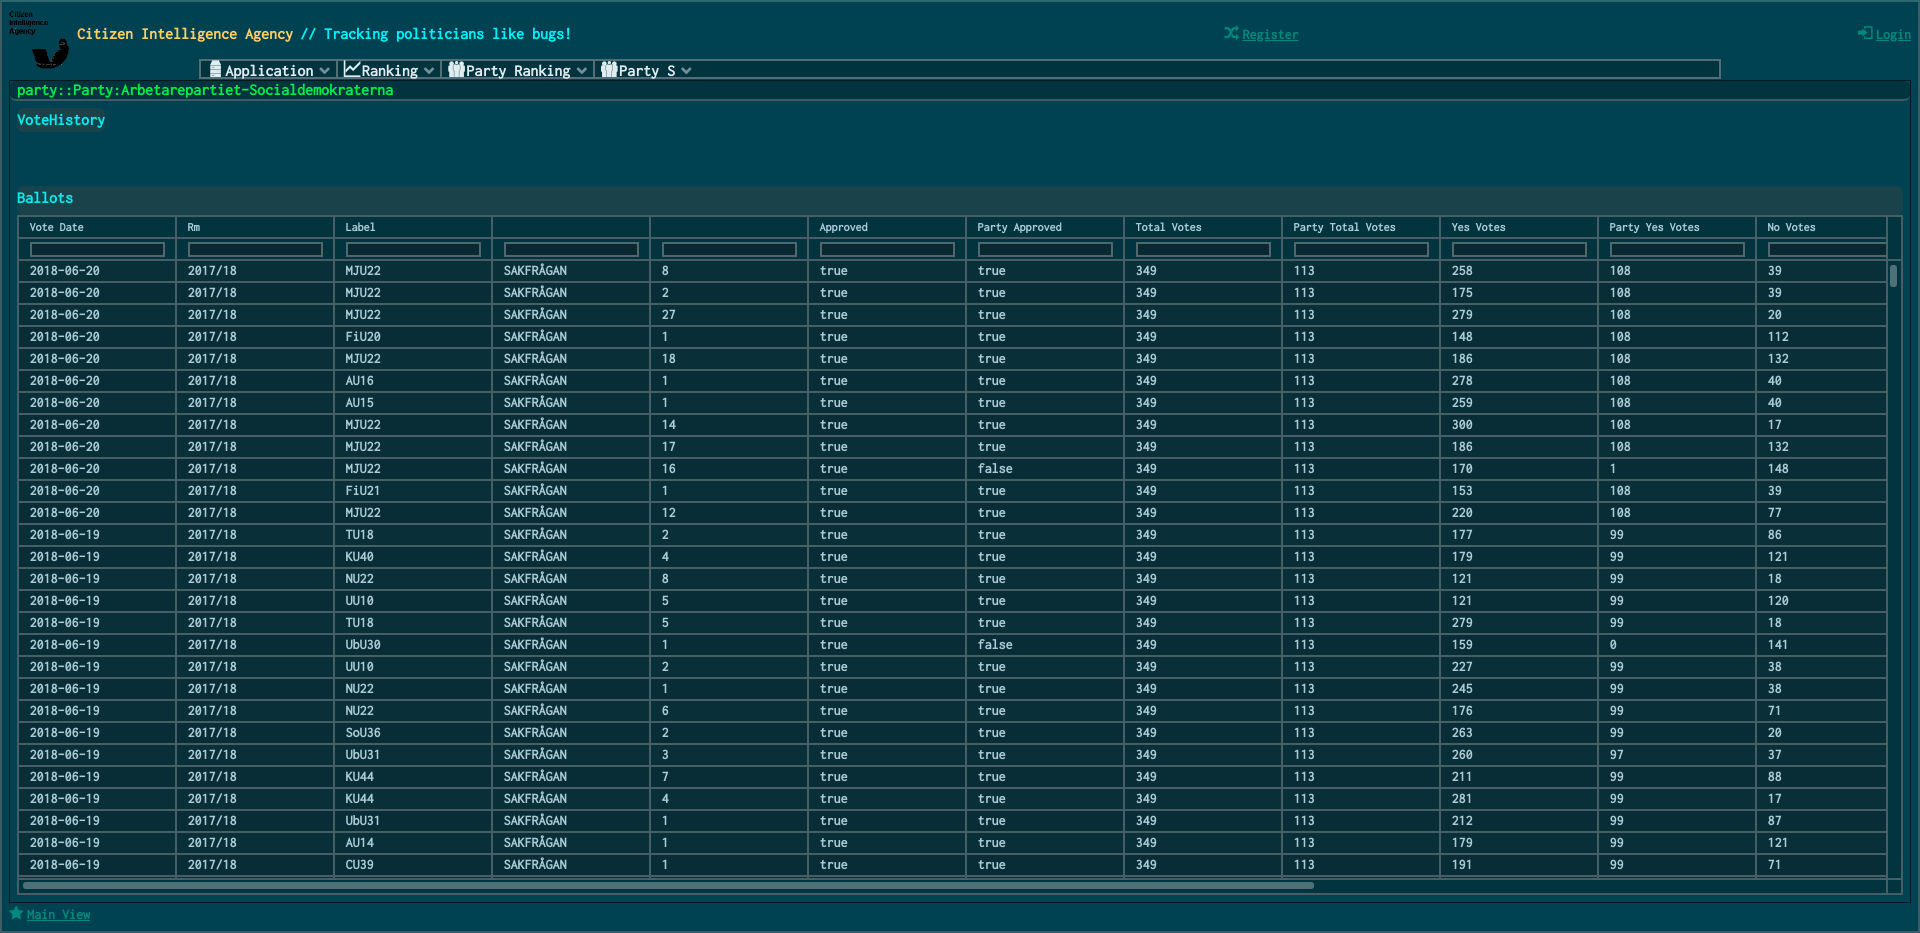 Citizen
Intelligence
Agency
Citizen Intelligence Agency // Tracking politicians like bugs!
Register
Login
Application Ranking Party Ranking Party S
party::Party:Arbetarepartiet-Socialdemokraterna
VoteHistory
Ballots
Vote Date Rm Label Approved Party Approved Total Votes Party Total Votes Yes Votes Party Yes Votes No Votes
2018-06-20 2017/18 MJU22 SAKFRÅGAN 8 true true 349 113 258 108 39
2018-06-20 2017/18 MJU22 SAKFRÅGAN 2 true true 349 113 175 108 39
2018-06-20 2017/18 MJU22 SAKFRÅGAN 27 true true 349 113 279 108 20
2018-06-20 2017/18 FiU20 SAKFRÅGAN 1 true true 349 113 148 108 112
2018-06-20 2017/18 MJU22 SAKFRÅGAN 18 true true 349 113 186 108 132
2018-06-20 2017/18 AU16 SAKFRÅGAN 1 true true 349 113 278 108 40
2018-06-20 2017/18 AU15 SAKFRÅGAN 1 true true 349 113 259 108 40
2018-06-20 2017/18 MJU22 SAKFRÅGAN 14 true true 349 113 300 108 17
2018-06-20 2017/18 MJU22 SAKFRÅGAN 17 true true 349 113 186 108 132
2018-06-20 2017/18 MJU22 SAKFRÅGAN 16 true false 349 113 170 1 148
2018-06-20 2017/18 FiU21 SAKFRÅGAN 1 true true 349 113 153 108 39
2018-06-20 2017/18 MJU22 SAKFRÅGAN 12 true true 349 113 220 108 77
2018-06-19 2017/18 TU18 SAKFRÅGAN 2 true true 349 113 177 99 86
2018-06-19 2017/18 KU40 SAKFRÅGAN 4 true true 349 113 179 99 121
2018-06-19 2017/18 NU22 SAKFRÅGAN 8 true true 349 113 121 99 18
2018-06-19 2017/18 UU10 SAKFRÅGAN 5 true true 349 113 121 99 120
2018-06-19 2017/18 TU18 SAKFRÅGAN 5 true true 349 113 279 99 18
2018-06-19 2017/18 UbU30 SAKFRÅGAN 1 true false 349 113 159 0 141
2018-06-19 2017/18 UU10 SAKFRÅGAN 2 true true 349 113 227 99 38
2018-06-19 2017/18 NU22 SAKFRÅGAN 1 true true 349 113 245 99 38
2018-06-19 2017/18 NU22 SAKFRÅGAN 6 true true 349 113 176 99 71
2018-06-19 2017/18 SoU36 SAKFRÅGAN 2 true true 349 113 263 99 20
2018-06-19 2017/18 UbU31 SAKFRÅGAN 3 true true 349 113 260 97 37
2018-06-19 2017/18 KU44 SAKFRÅGAN 7 true true 349 113 211 99 88
2018-06-19 2017/18 KU44 SAKFRÅGAN 4 true true 349 113 281 99 17
2018-06-19 2017/18 UbU31 SAKFRÅGAN 1 true true 349 113 212 99 87
2018-06-19 2017/18 AU14 SAKFRÅGAN 1 true true 349 113 179 99 121
2018-06-19 2017/18 CU39 SAKFRÅGAN 1 true true 349 113 191 99 71
Main View